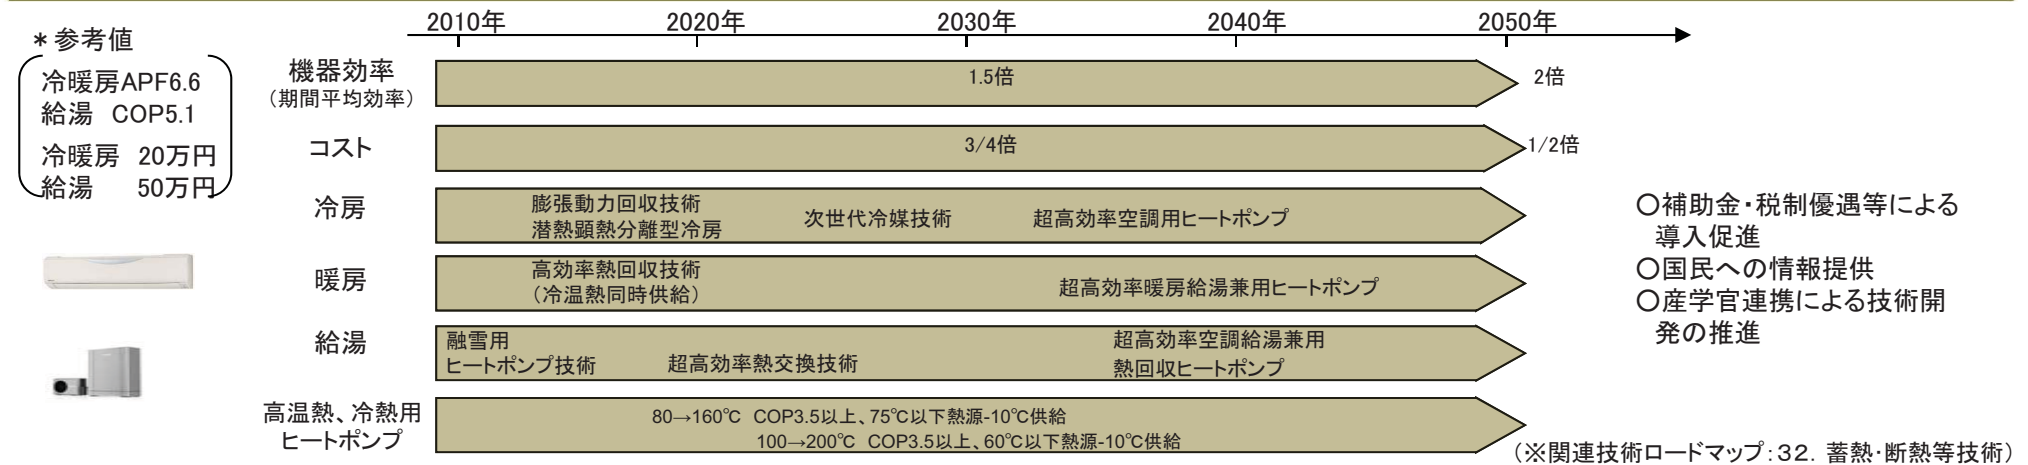 2010年 2020年 2030年 2040年 2050年
*参考値
冷暖房APF6.6
給湯 COP5.1
冷暖房 20万円
給湯 50万円
機器効率
(期間平均効率)
1.5倍
2倍
コスト
3/4倍
1/2倍
冷房
膨張動力回収技術
潜熱顕熱分離型冷房
次世代冷媒技術
超高効率空調用ヒートポンプ
暖房
高効率熱回収技術
(冷温熱同時供給)
超高効率暖房給湯兼用ヒートポンプ
給湯
融雪用
ヒートポンプ技術
超高効率熱交換技術
超高効率空調給湯兼用
熱回収ヒートポンプ
高温熱、冷熱用
ヒートポンプ
80→160℃ COP3.5以上、75℃以下熱源-10℃供給
100→200℃ COP3.5以上、60℃以下熱源-10℃供給
○補助金・税制優遇等による
導入促進
○国民への情報提供
○産学官連携による技術開
発の推進
(※関連技術ロードマップ:32. 蓄熱・断熱等技術)